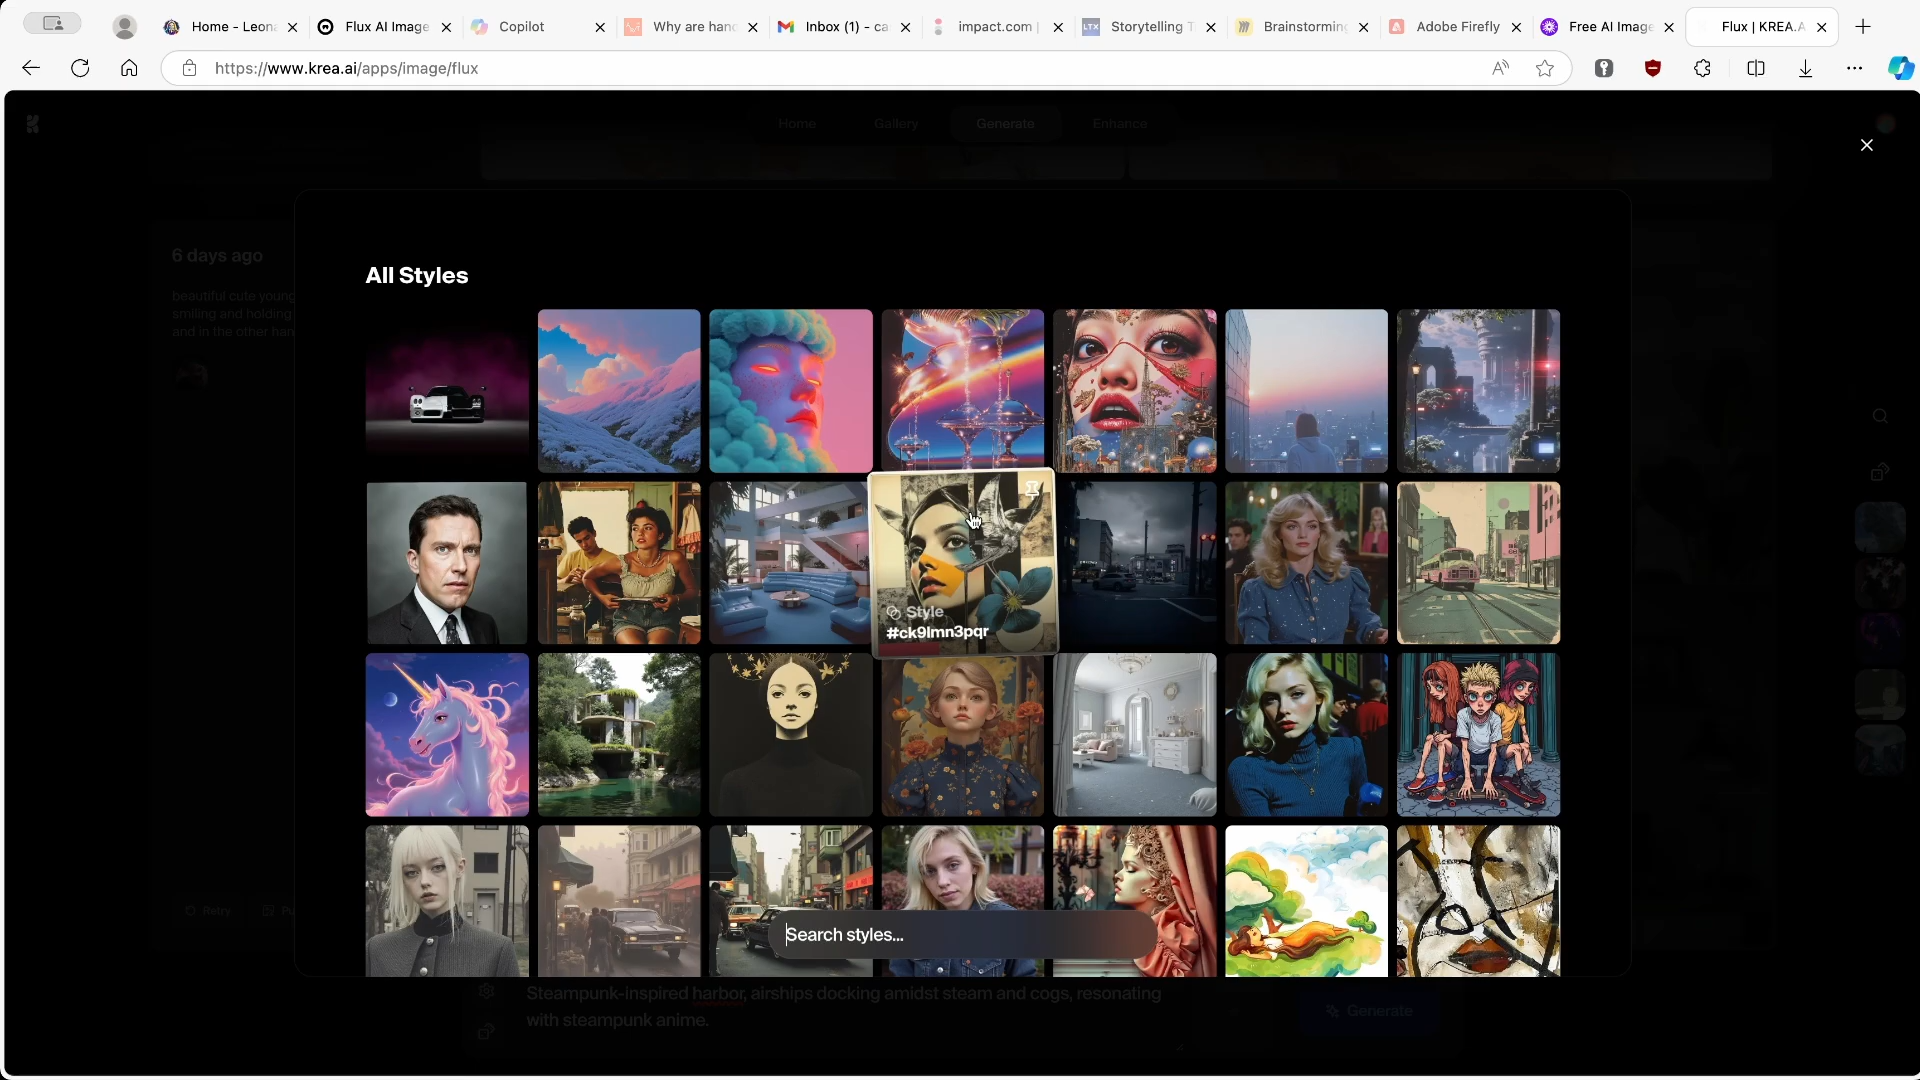 Home - Leona
Flux AI Image
Copilot
Why are hand
Inbox (1) - ca
impact.com |
LTX
Storytelling T
Brainstorming
Adobe Firefly
Free AI Image
Flux | KREA.A
https://www.krea.ai/apps/image/flux
Home
Gallery
Generate
Enhance
6 days ago
beautiful cute young
smiling and holding
and in the other han
All Styles
Style
#ck9lmn3pqr
Search styles...
Retry
Steampunk-inspired harbor, airships docking amidst steam and cogs, resonating
with steampunk anime.
Generate